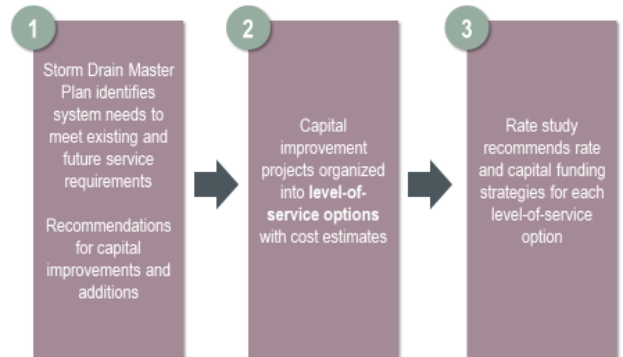 1
Storm Drain Master
Plan identifies
system needs to
meet existing and
future service
requirements
Recommendations
for capital
improvements and
additions
2
Capital
improvement
projects organized
into level-of-
service options
with cost estimates
3
Rate study
recommends rate
and capital funding
strategies for each
level-of-service
option